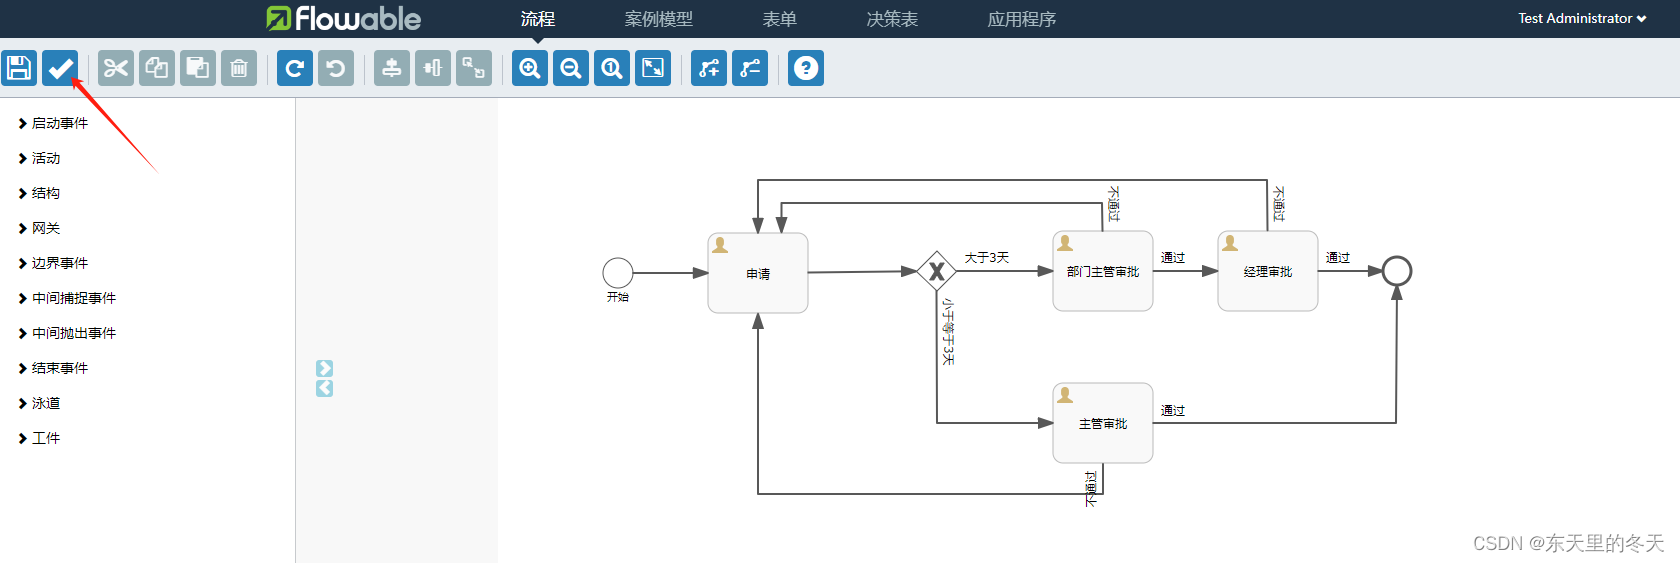 flowable
流程
案例模型
表单
决策表
应用程序
Test Administrator
启动事件
活动
结构
网关
边界事件
中间捕捉事件
中间抛出事件
结束事件
泳道
工件
不通过
不通过
开始
申请
大于3天
部门主管审批
通过
经理审批
通过
小于等于3天
主管审批
通过
不通过
CSDN @东天里的冬天